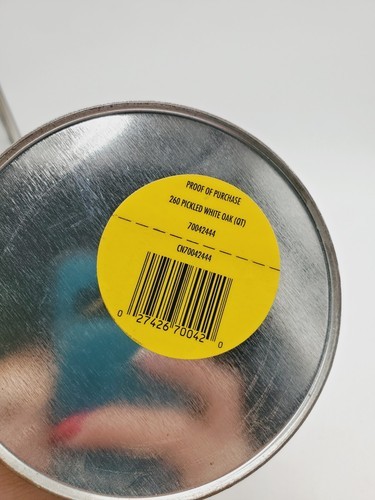 PROOF OF PURCHASE
260 PICKLED WHITE OAK (QT)
70042444
CN70042444
0 27426 70042 0